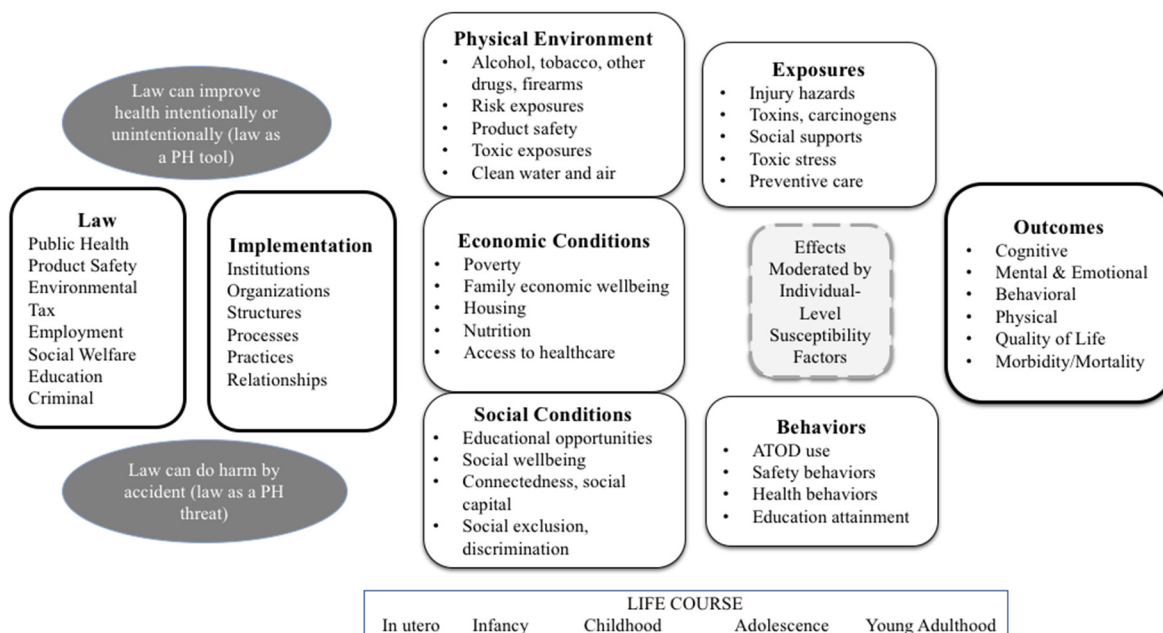 Law can improve
health intentionally or
unintentionally (law as
a PH tool)
Law
Public Health
Product Safety
Environmental
Tax
Employment
Social Welfare
Education
Criminal
Implementation
Institutions
Organizations
Structures
Processes
Practices
Relationships
Law can do harm by
accident (law as a PH
threat)
Physical Environment
• Alcohol, tobacco, other
drugs, firearms
• Risk exposures
• Product safety
• Toxic exposures
• Clean water and air
Economic Conditions
• Poverty
• Family economic wellbeing
• Housing
• Nutrition
• Access to healthcare
Social Conditions
• Educational opportunities
• Social wellbeing
• Connectedness, social
capital
• Social exclusion,
discrimination
Exposures
• Injury hazards
• Toxins, carcinogens
• Social supports
• Toxic stress
• Preventive care
Effects
Moderated by
Individual-
Level
Susceptibility
Factors
Behaviors
• ATOD use
• Safety behaviors
• Health behaviors
• Education attainment
Outcomes
• Cognitive
• Mental & Emotional
• Behavioral
• Physical
• Quality of Life
• Morbidity/Mortality
LIFE COURSE
In utero Infancy Childhood Adolescence Young Adulthood